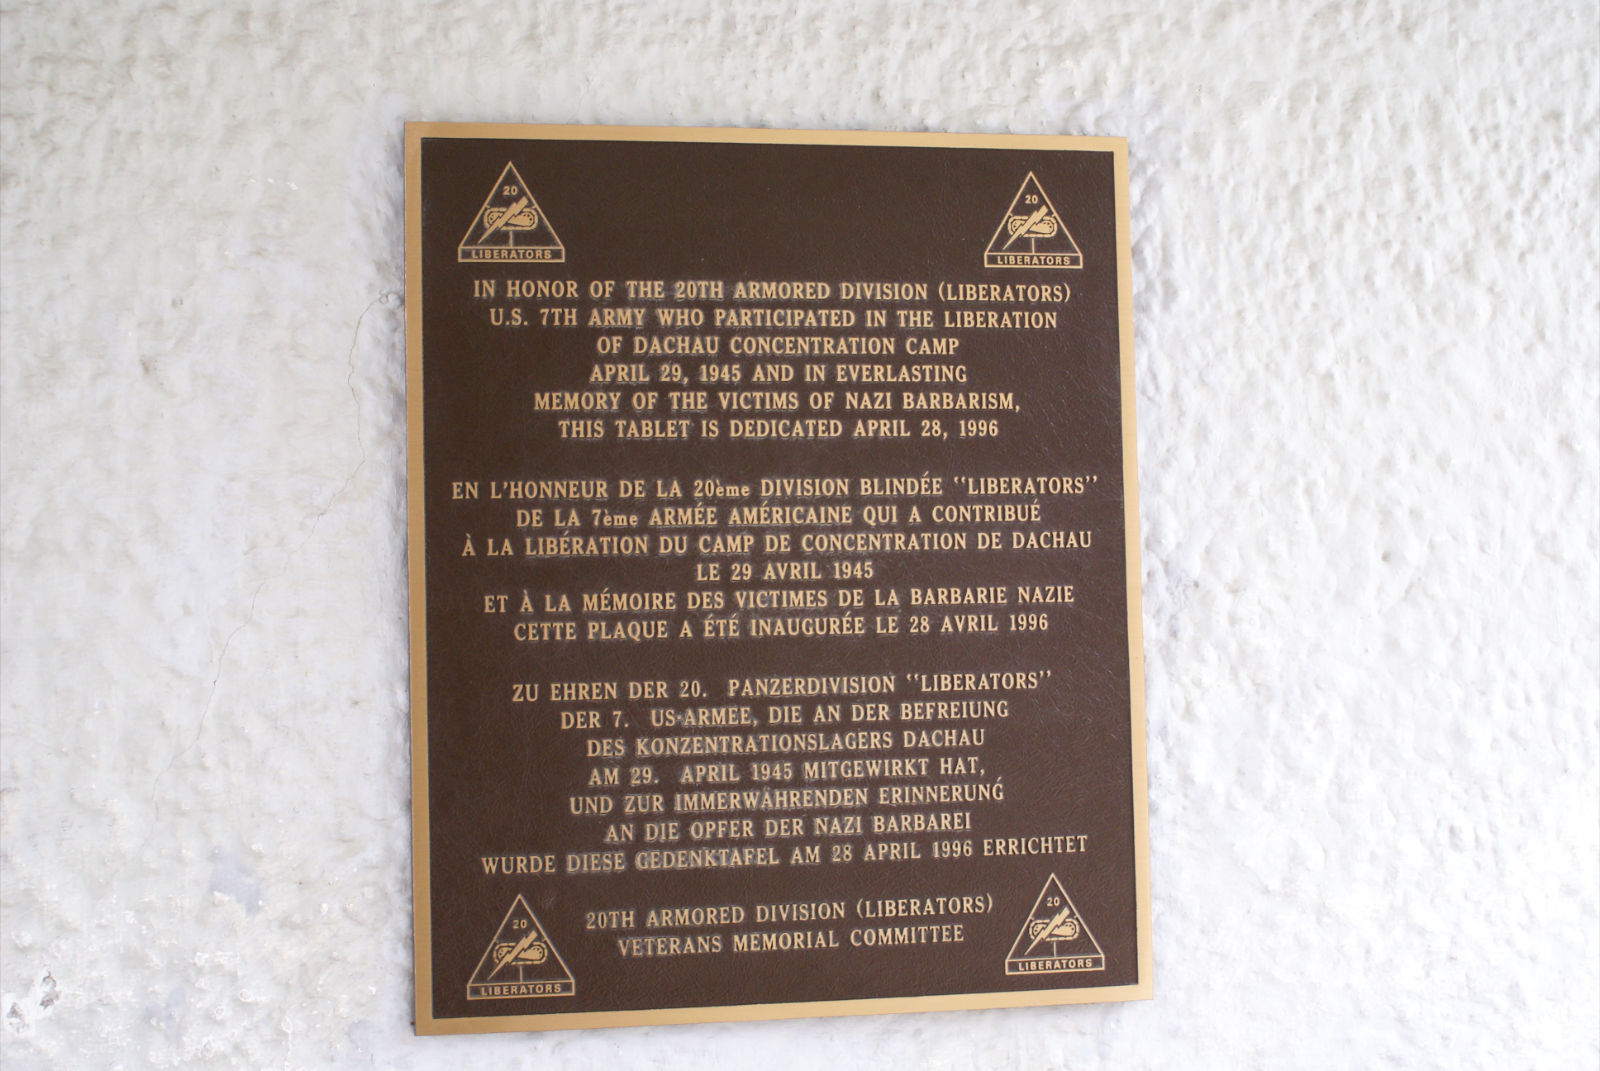 20
LIBERATORS
20
LIBERATORS
IN HONOR OF THE 20TH ARMORED DIVISION (LIBERATORS)
U.S. 7TH ARMY WHO PARTICIPATED IN THE LIBERATION
OF DACHAU CONCENTRATION CAMP
APRIL 29, 1945 AND IN EVERLASTING
MEMORY OF THE VICTIMS OF NAZI BARBARISM,
THIS TABLET IS DEDICATED APRIL 28, 1996
EN L'HONNEUR DE LA 20ème DIVISION BLINDÉE "LIBERATORS"
DE LA 7ème ARMÉE AMÉRICAINE QUI A CONTRIBUÉ
À LA LIBÉRATION DU CAMP DE CONCENTRATION DE DACHAU
LE 29 AVRIL 1945
ET À LA MÉMOIRE DES VICTIMES DE LA BARBARIE NAZIE
CETTE PLAQUE A ÉTÉ INAUGURÉE LE 28 AVRIL 1996
ZU EHREN DER 20. PANZERDIVISION "LIBERATORS"
DER 7. US-ARMEE, DIE AN DER BEFREIUNG
DES KONZENTRATIONSLAGERS DACHAU
AM 29. APRIL 1945 MITGEWIRKT HAT,
UND ZUR IMMERWÄHRENDEN ERINNERUNG
AN DIE OPFER DER NAZI BARBAREI
WURDE DIESE GEDENKTAFEL AM 28 APRIL 1996 ERRICHTET
20TH ARMORED DIVISION (LIBERATORS)
VETERANS MEMORIAL COMMITTEE
20
LIBERATORS
20
LIBERATORS